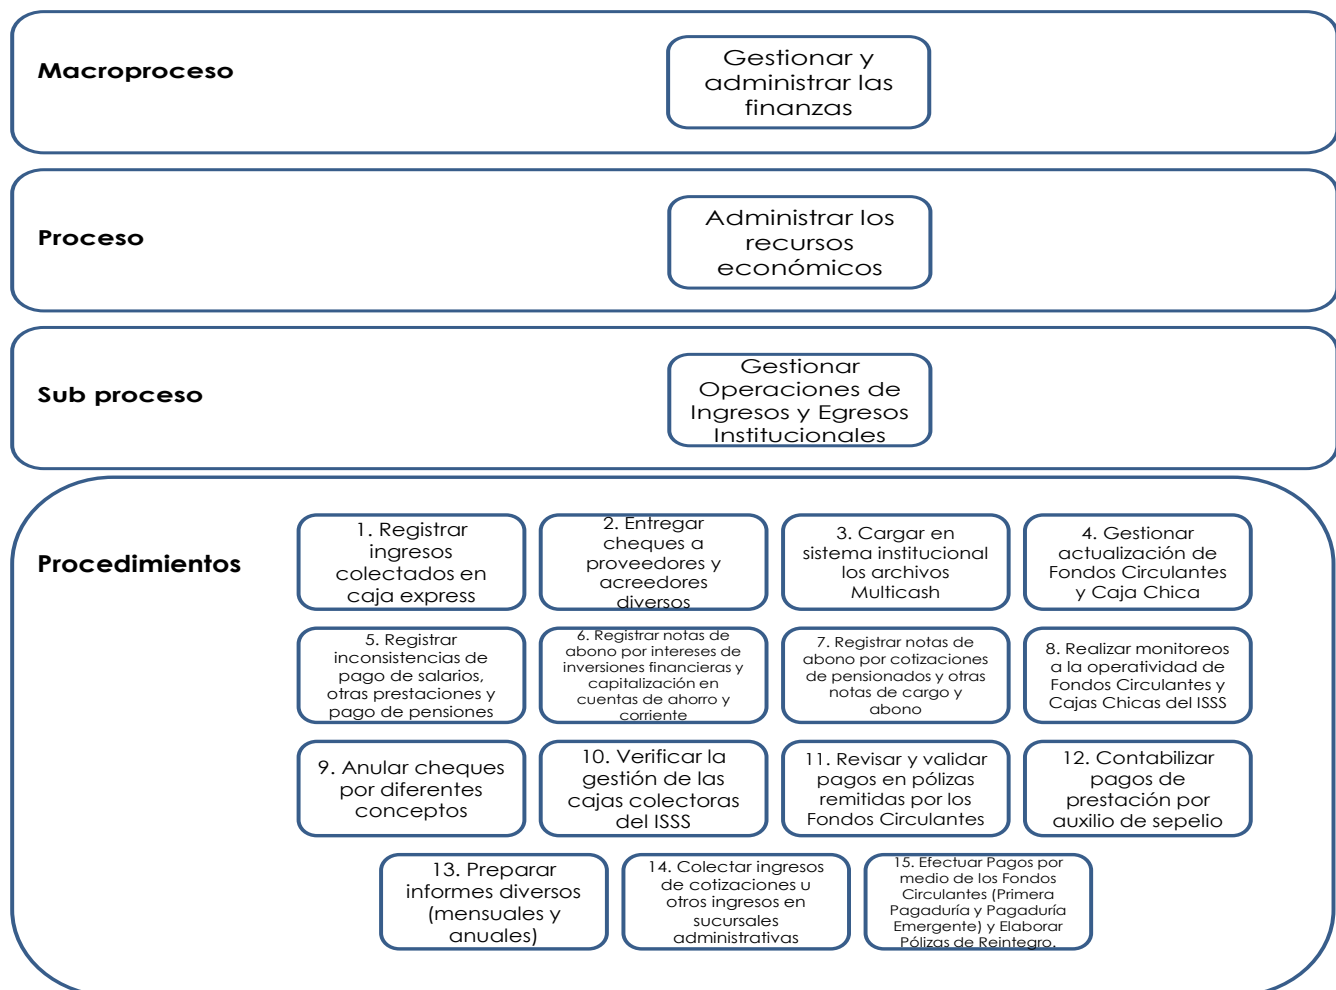 Macroproceso
Gestionar y
administrar las
finanzas
Proceso
Administrar los
recursos
económicos
Sub proceso
Gestionar
Operaciones de
Ingresos y Egresos
Institucionales
Procedimientos
1. Registrar
ingresos
colectados en
caja express
2. Entregar
cheques a
proveedores y
acreedores
diversos
3. Cargar en
sistema institucional
los archivos
Multicash
4. Gestionar
actualización de
Fondos Circulantes
y Caja Chica
5. Registrar
inconsistencias de
pago de salarios,
otras prestaciones y
pago de pensiones
6. Registrar notas de
abono por intereses de
inversiones financieras y
capitalización en
cuentas de ahorro y
corriente
7. Registrar notas de
abono por cotizaciones
de pensionados y otras
notas de cargo y
abono
8. Realizar monitoreos
a la operatividad de
Fondos Circulantes y
Cajas Chicas del ISSS
9. Anular cheques
por diferentes
conceptos
10. Verificar la
gestión de las
cajas colectoras
del ISSS
11. Revisar y validar
pagos en pólizas
remitidas por los
Fondos Circulantes
12. Contabilizar
pagos de
prestación por
auxilio de sepelio
13. Preparar
informes diversos
(mensuales y
anuales)
14. Colectar ingresos
de cotizaciones u
otros ingresos en
sucursales
administrativas
15. Efectuar Pagos por
medio de los Fondos
Circulantes (Primera
Pagaduría y Pagaduría
Emergente) y Elaborar
Pólizas de Reintegro.